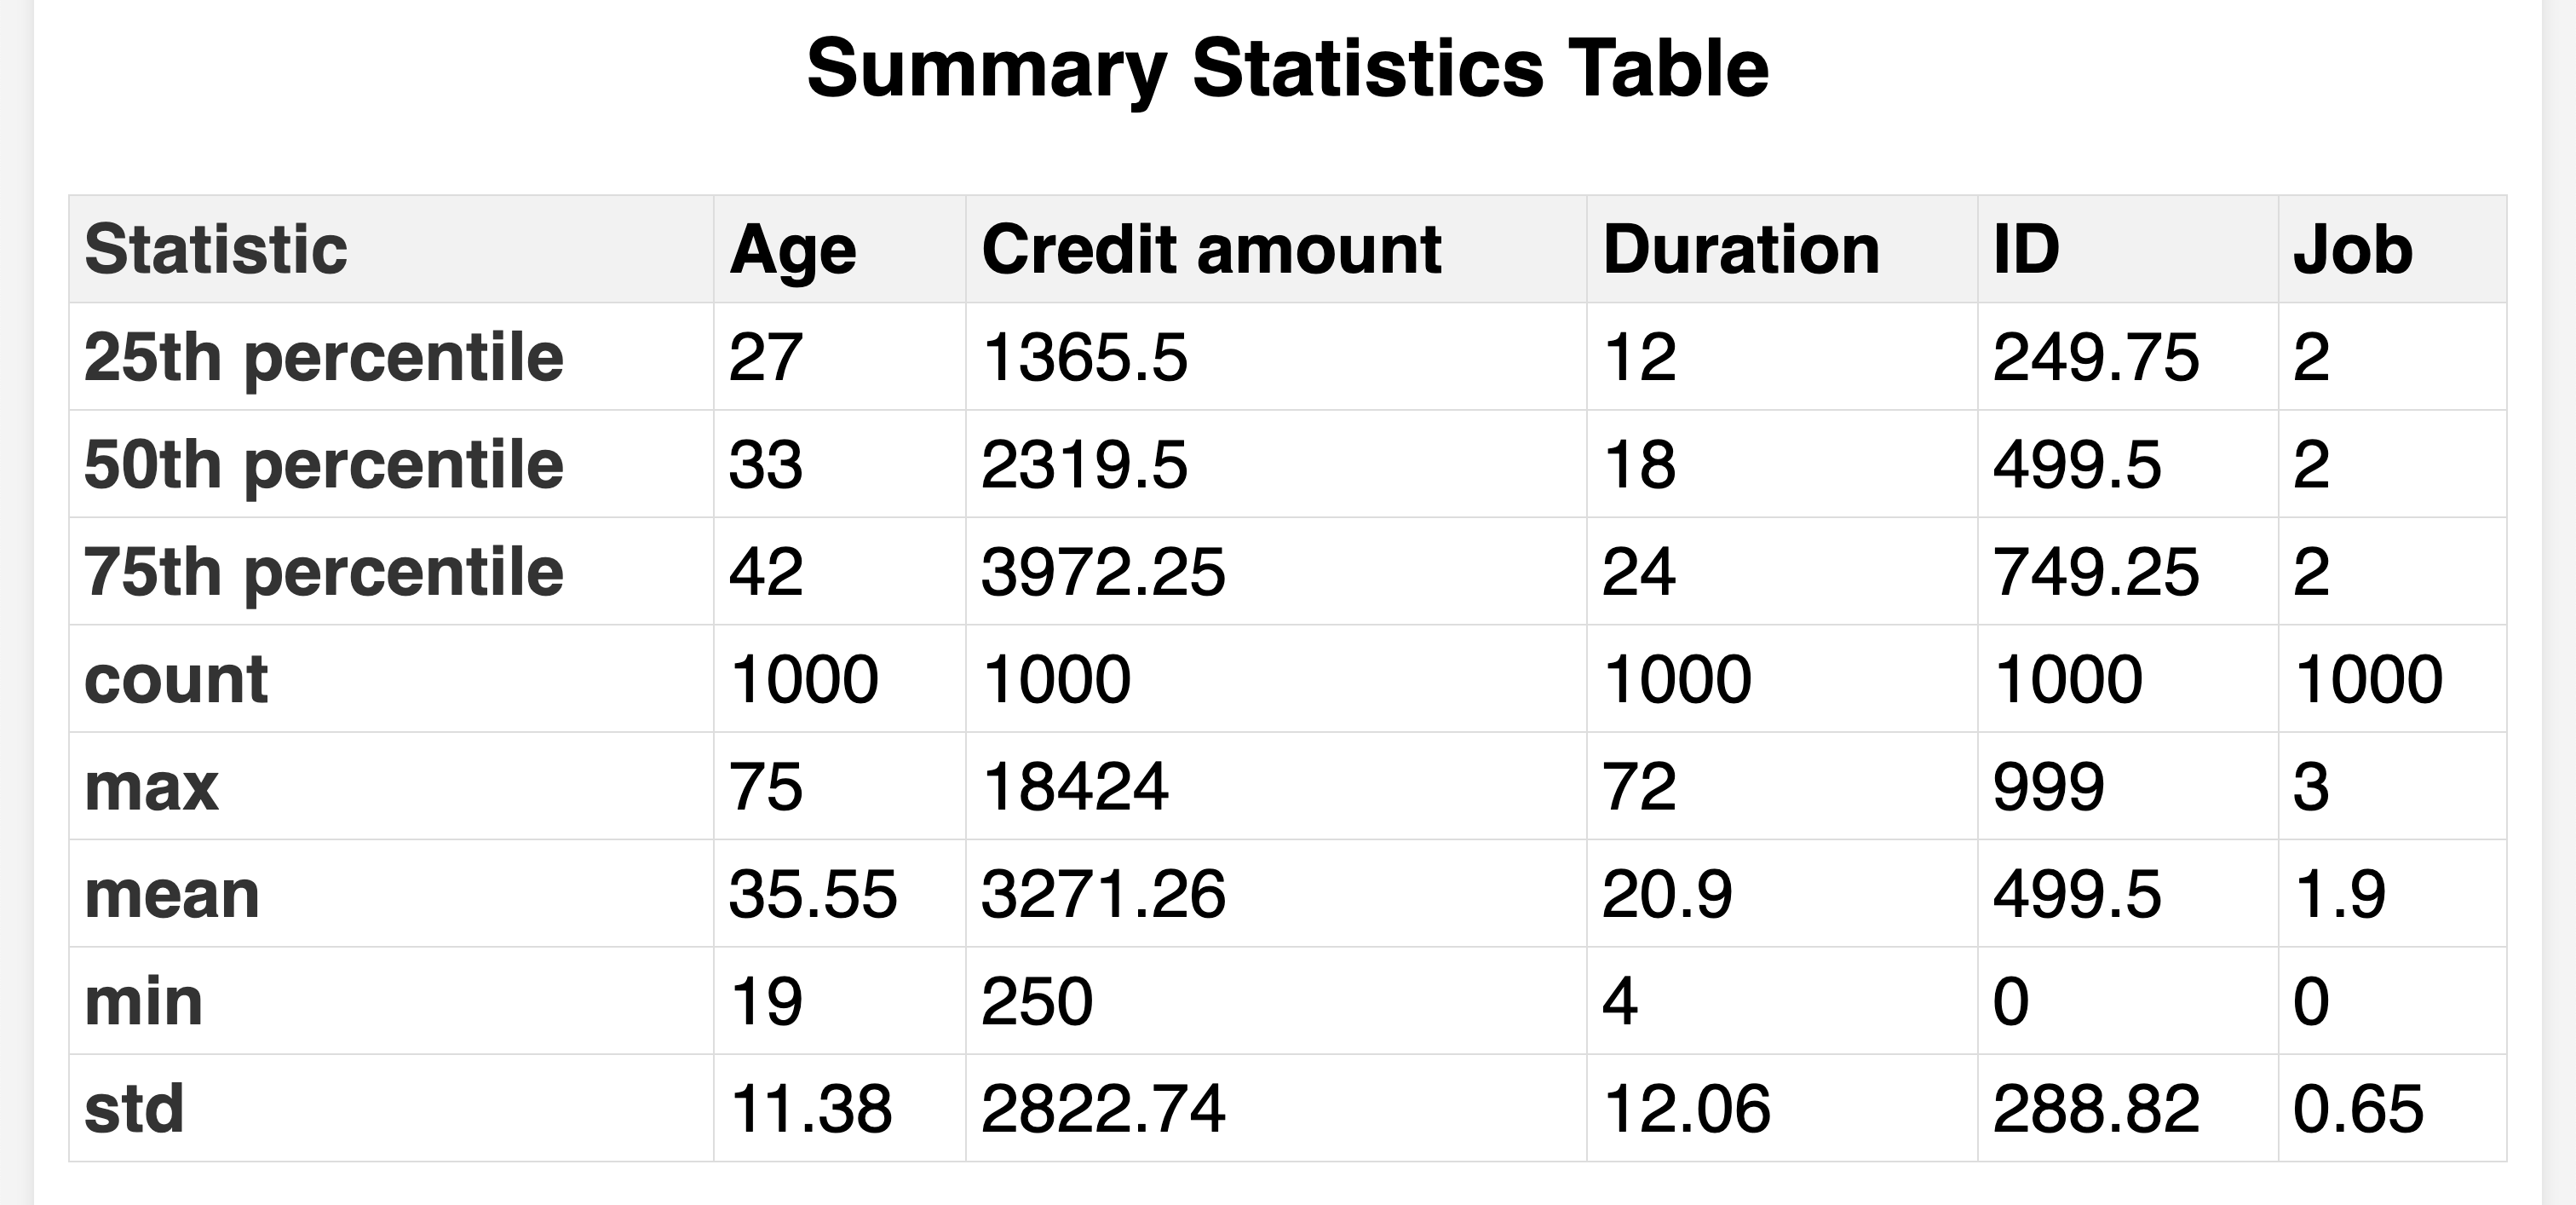 Summary Statistics Table
Statistic Age Credit amount Duration ID Job
25th percentile 27 1365.5 12 249.75 2
50th percentile 33 2319.5 18 499.5 2
75th percentile 42 3972.25 24 749.25 2
count 1000 1000 1000 1000 1000
max 75 18424 72 999 3
mean 35.55 3271.26 20.9 499.5 1.9
min 19 250 4 0 0
std 11.38 2822.74 12.06 288.82 0.65